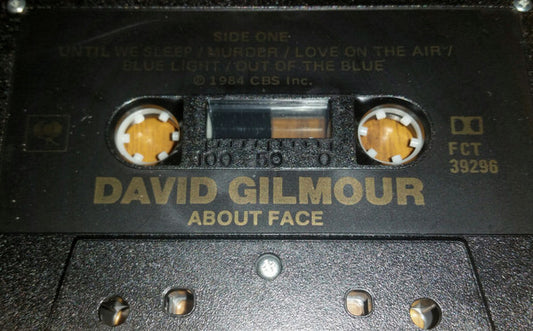 SIDE ONE
UNTIL WE SLEEP / MURDER / LOVE ON THE AIR /
BLUE LIGHT / OUT OF THE BLUE
© 1984 CBS Inc.
100 50 0
FCT
39296
DAVID GILMOUR
ABOUT FACE